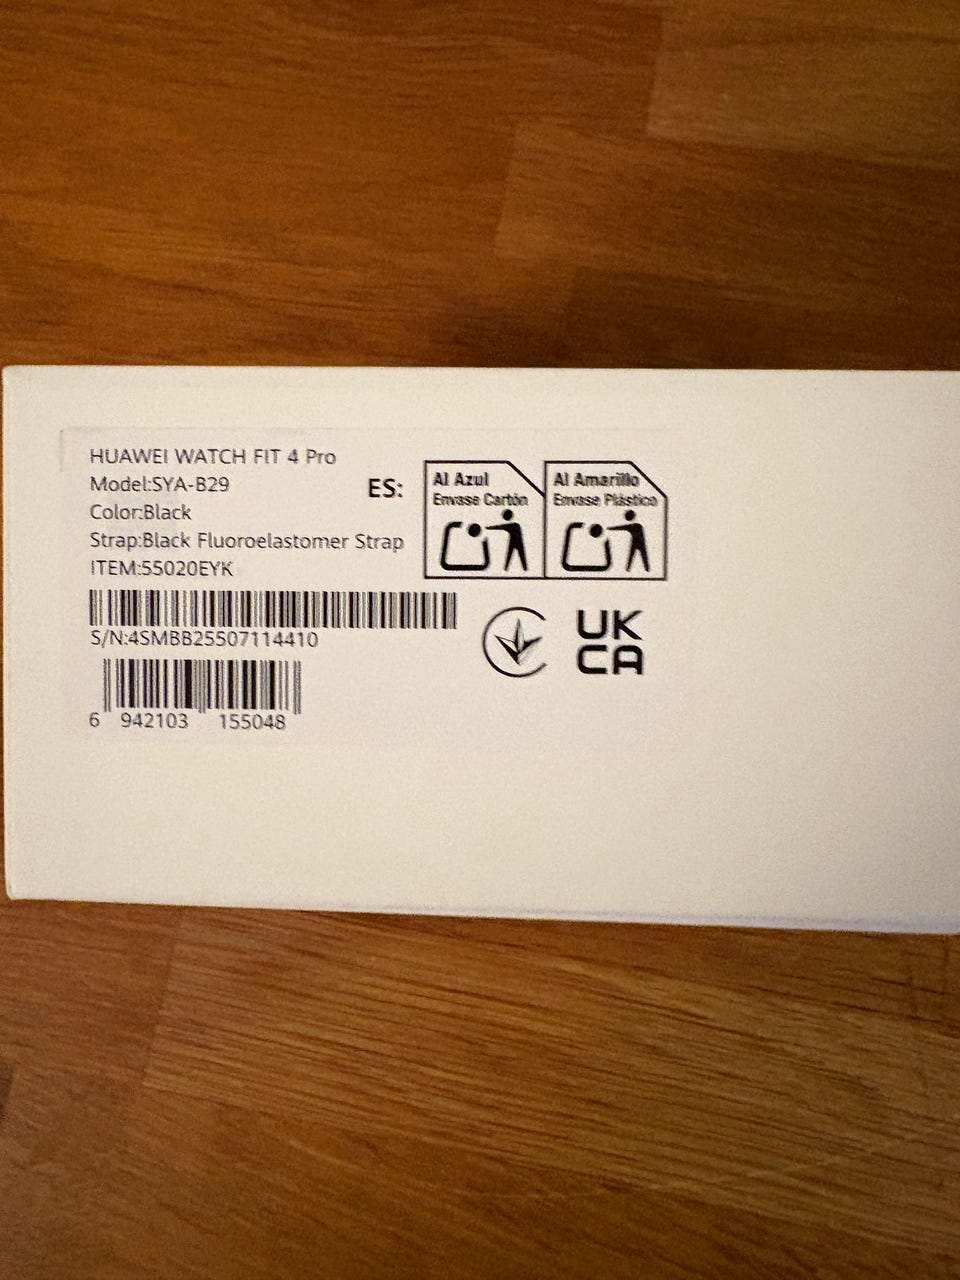 HUAWEI WATCH FIT 4 Pro
Model:SYA-B29
Color:Black
Strap:Black Fluoroelastomer Strap
ITEM:55020EYK
S/N:4SMBB25507114410
6 942103 155048
ES:
Al Azul
Envase Cartón
Al Amarillo
Envase Plástico
UK
CA